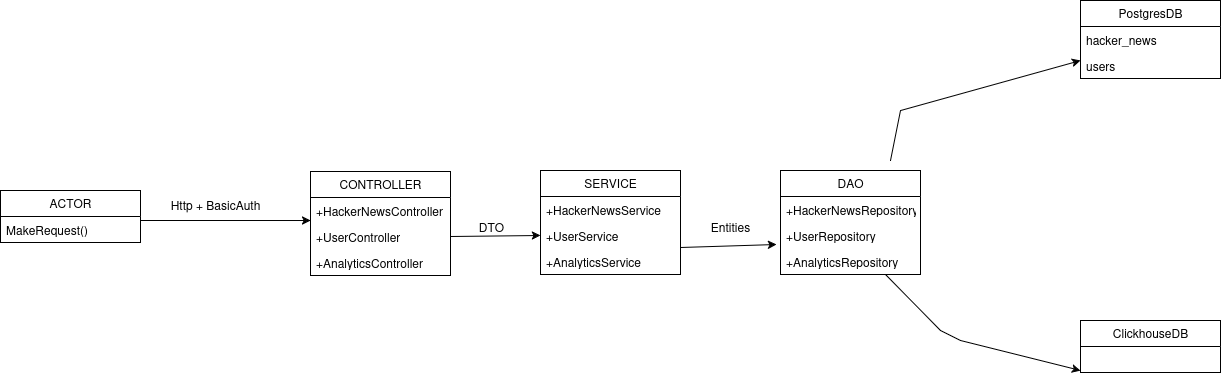 PostgresDB
hacker_news
users
ACTOR
MakeRequest()
Http + BasicAuth
CONTROLLER
+HackerNewsController
+UserController
+AnalyticsController
DTO
SERVICE
+HackerNewsService
+UserService
+AnalyticsService
Entities
DAO
+HackerNewsRepository
+UserRepository
+AnalyticsRepository
ClickhouseDB